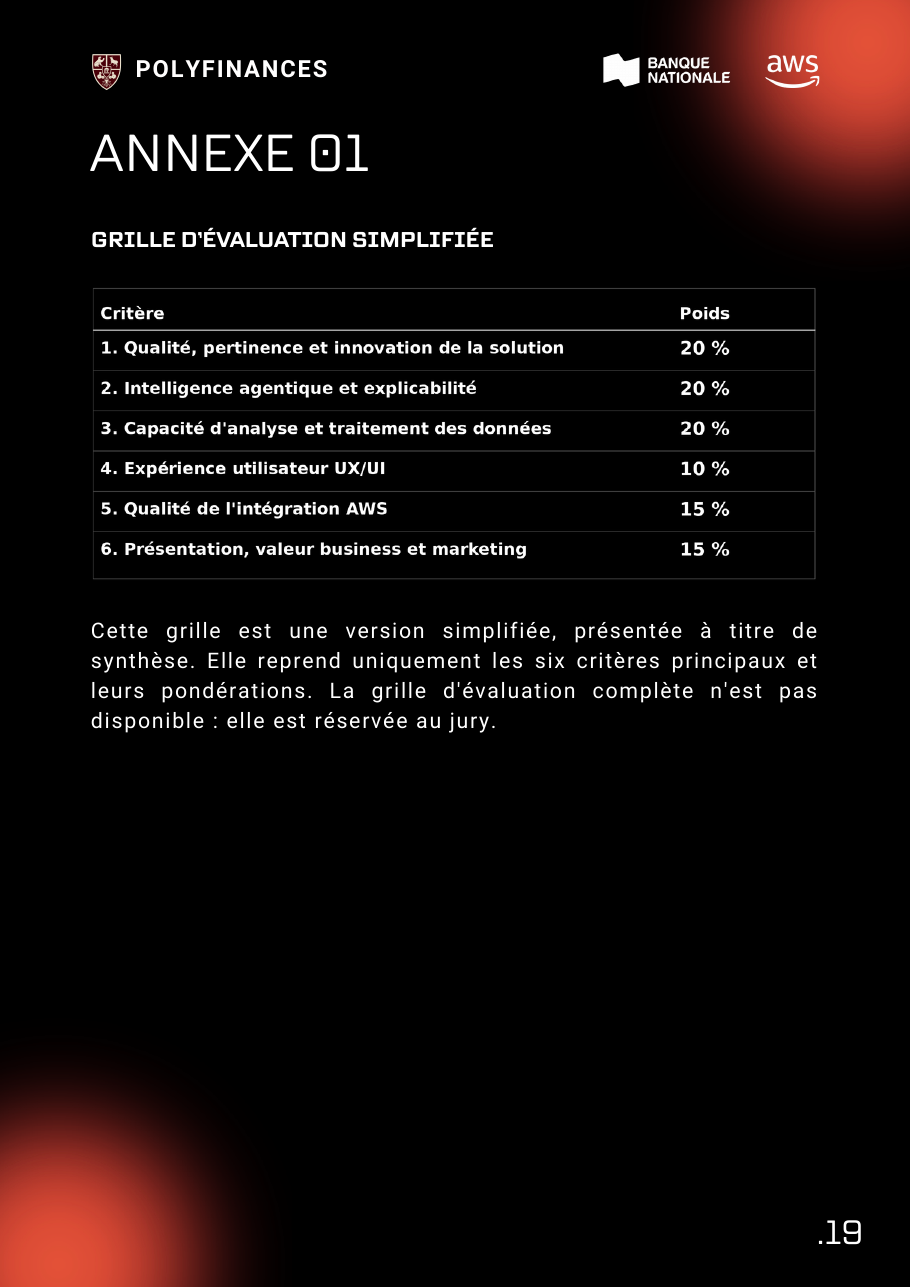 POLYFINANCES
BANQUE
NATIONALE
aws
ANNEXE 01
GRILLE D'ÉVALUATION SIMPLIFIÉE
Critère Poids
1. Qualité, pertinence et innovation de la solution 20 %
2. Intelligence agentique et explicabilité 20 %
3. Capacité d'analyse et traitement des données 20 %
4. Expérience utilisateur UX/UI 10 %
5. Qualité de l'intégration AWS 15 %
6. Présentation, valeur business et marketing 15 %
Cette grille est une version simplifiée, présentée à titre de
synthèse. Elle reprend uniquement les six critères principaux et
leurs pondérations. La grille d'évaluation complète n'est pas
disponible : elle est réservée au jury.
.19